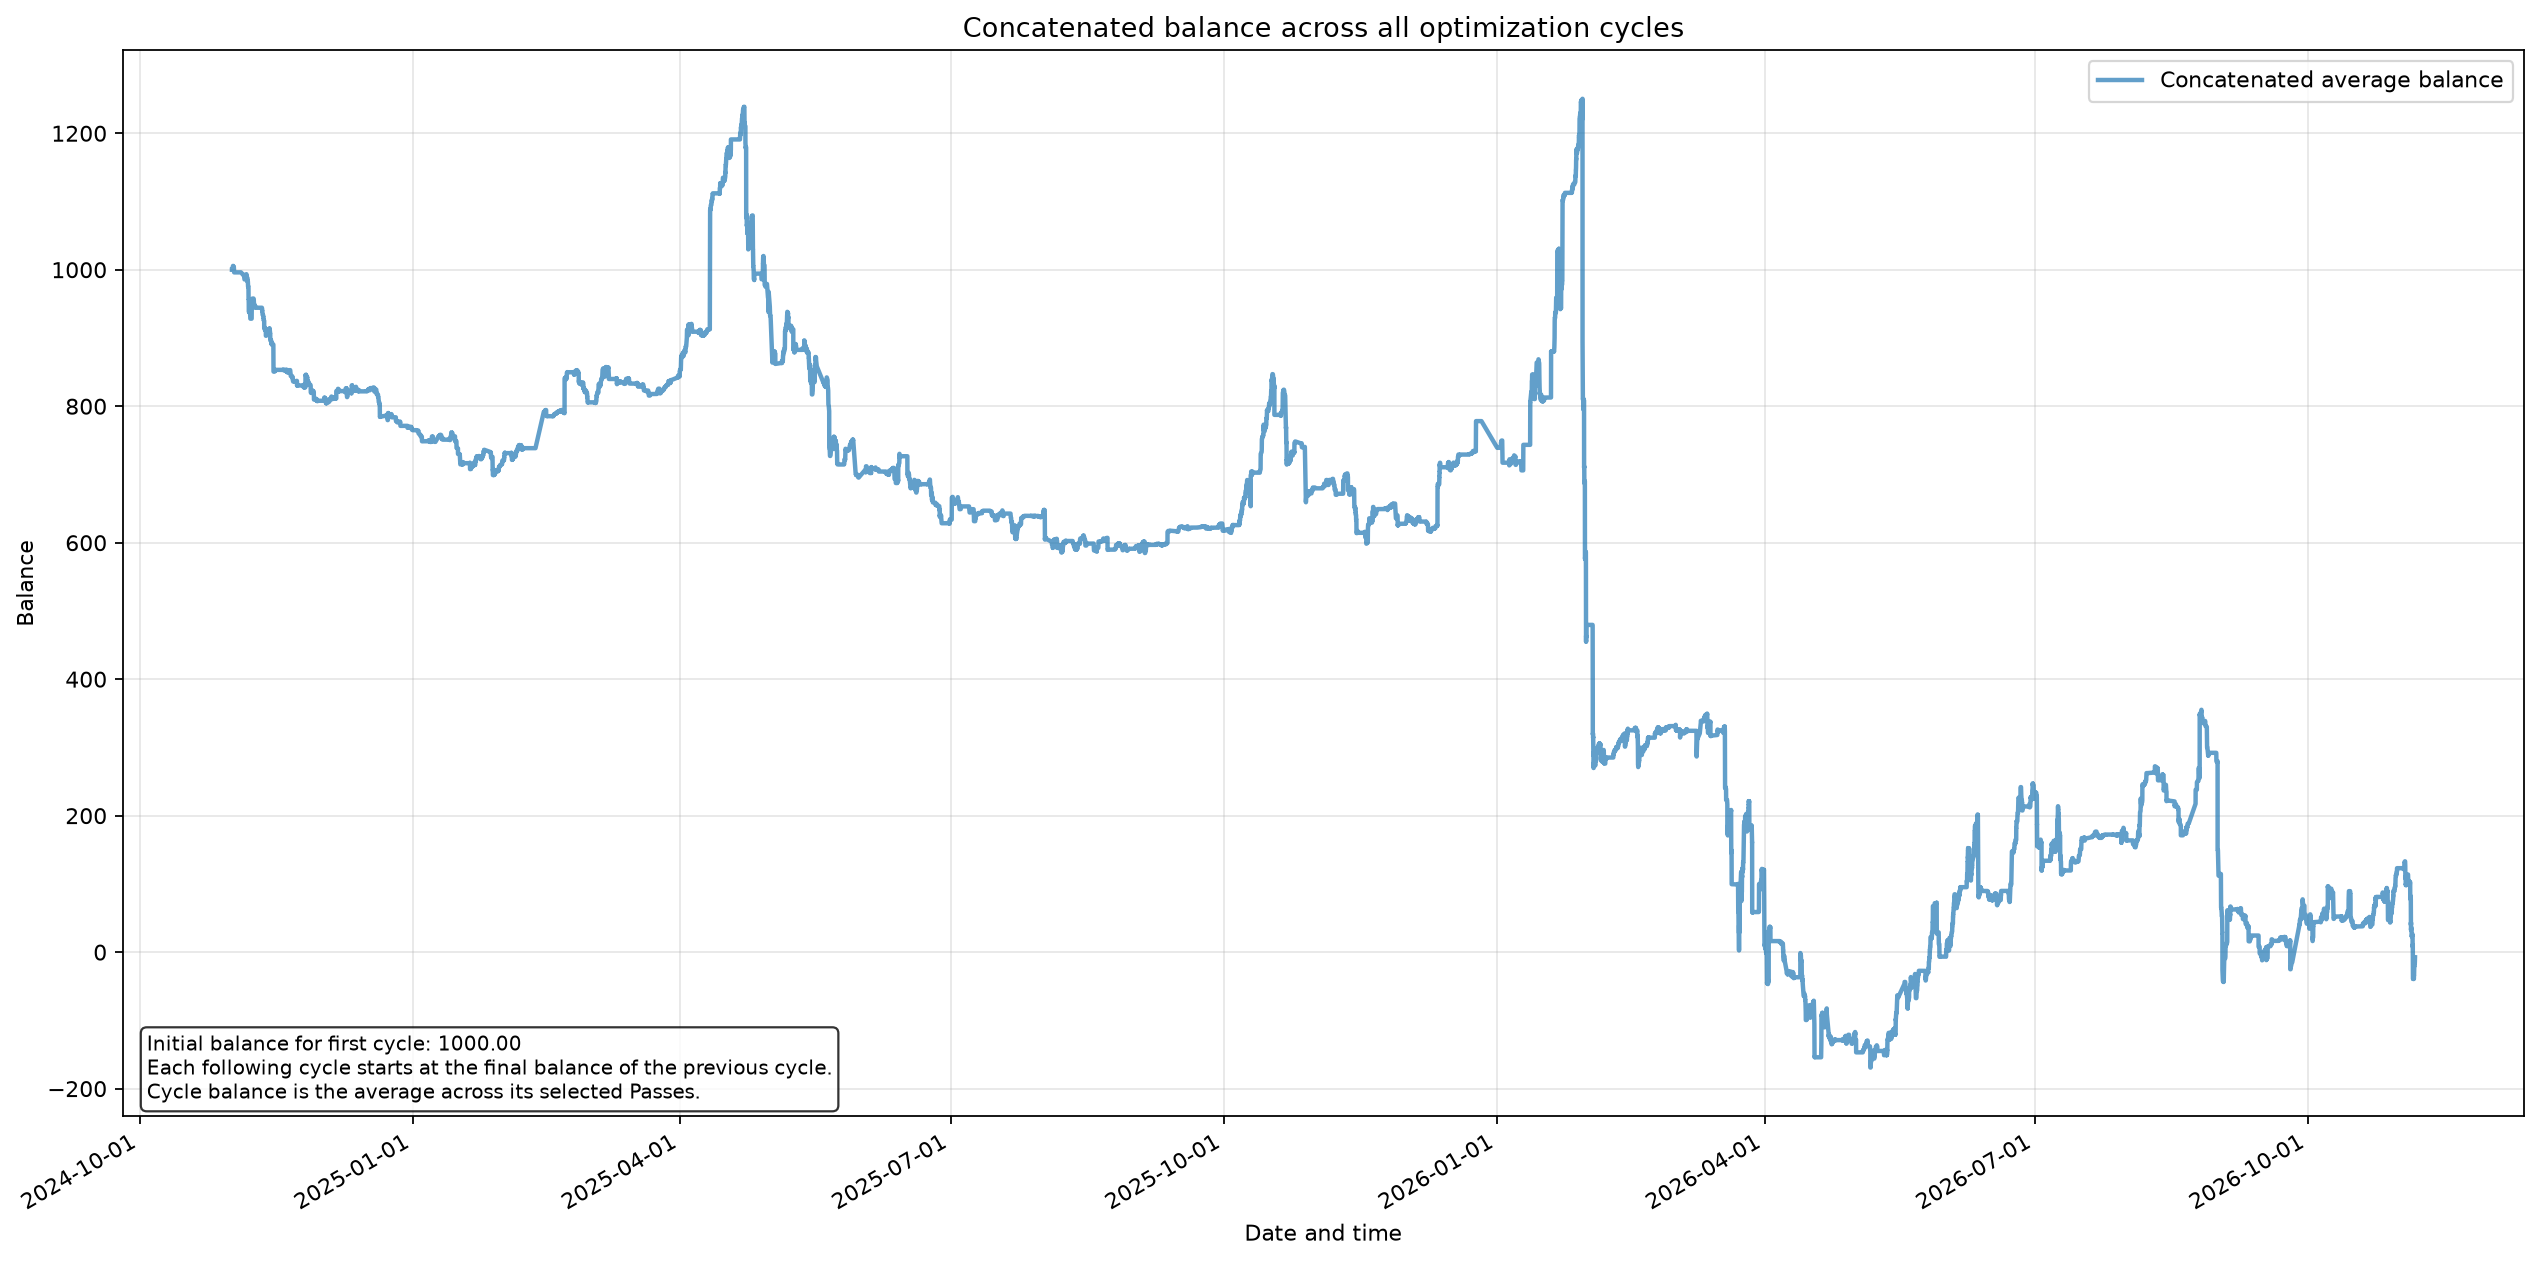 Concatenated balance across all optimization cycles
Concatenated average balance
1200
1000
800
600
400
200
0
−200
Balance
Initial balance for first cycle: 1000.00
Each following cycle starts at the final balance of the previous cycle.
Cycle balance is the average across its selected Passes.
2024-10-01
2025-01-01
2025-04-01
2025-07-01
2025-10-01
2026-01-01
2026-04-01
2026-07-01
2026-10-01
Date and time